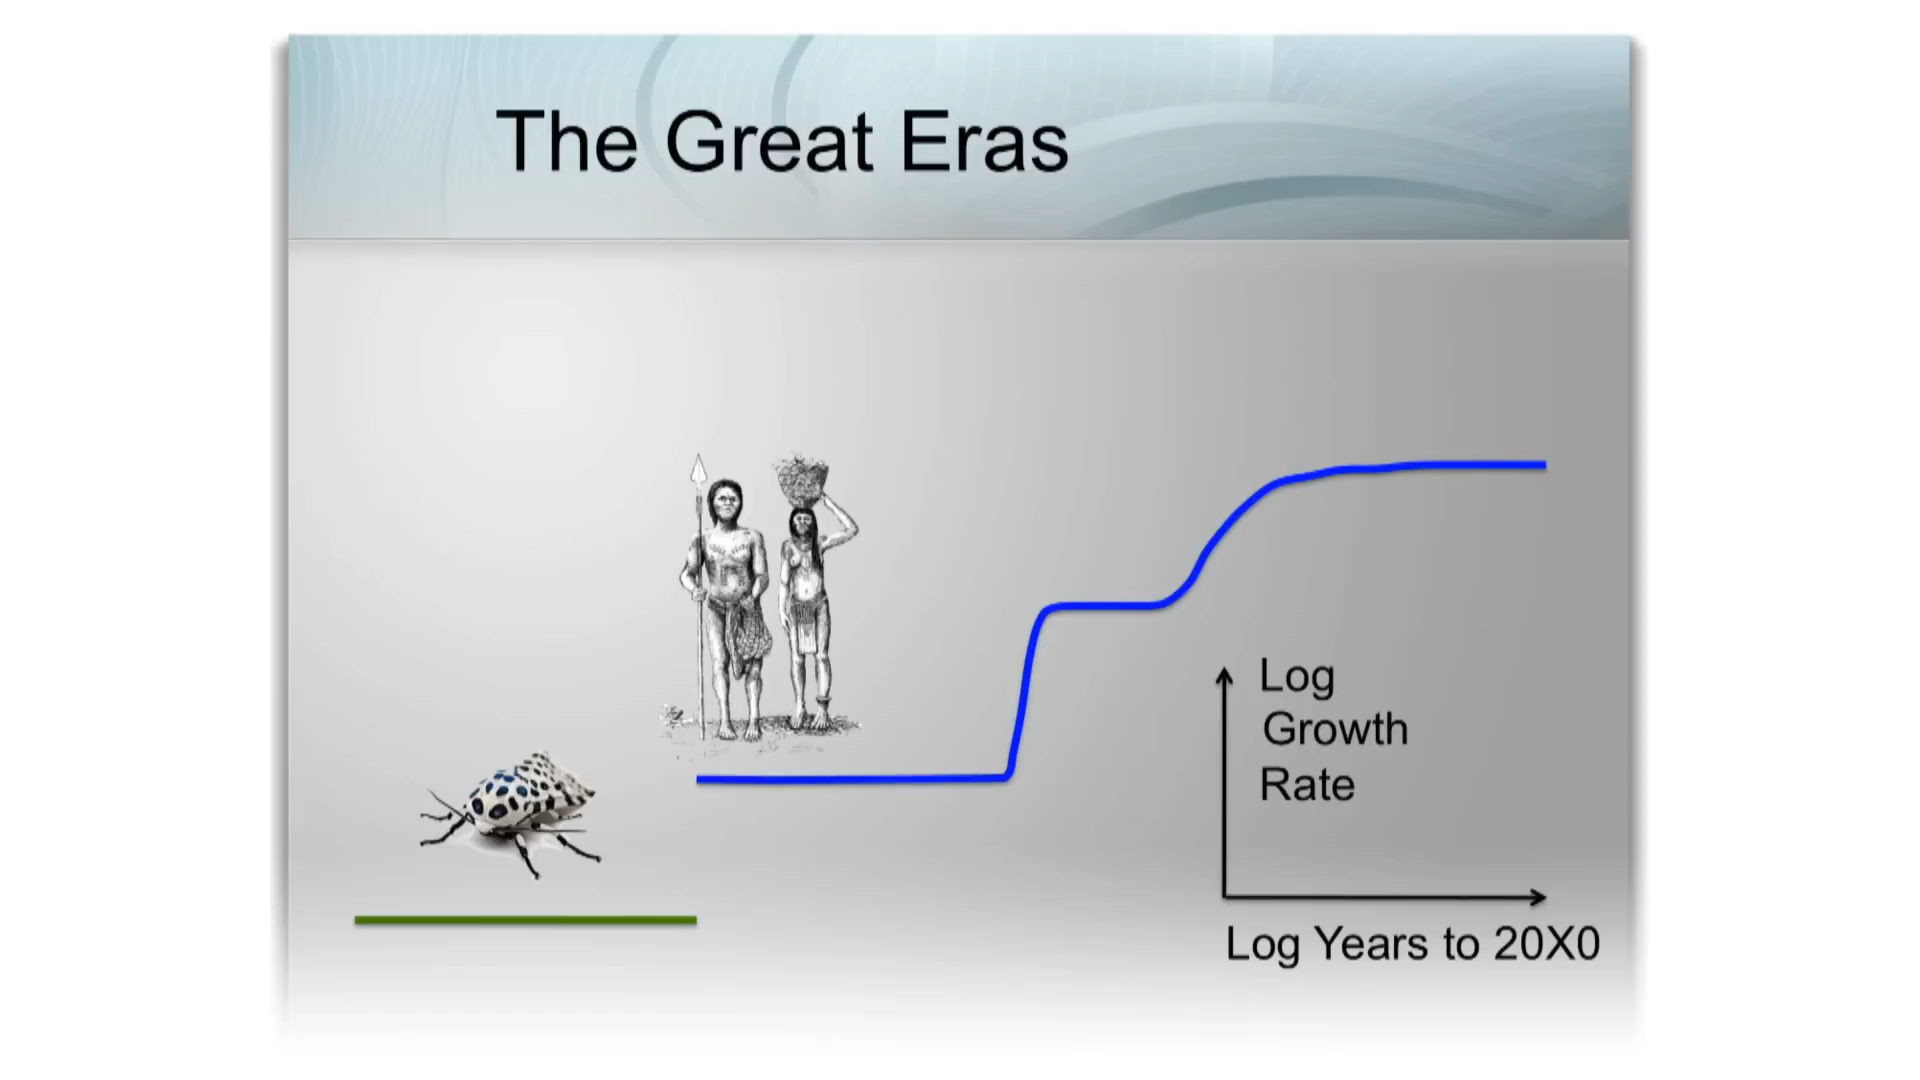 The Great Eras
Log
Growth
Rate
Log Years to 20X0